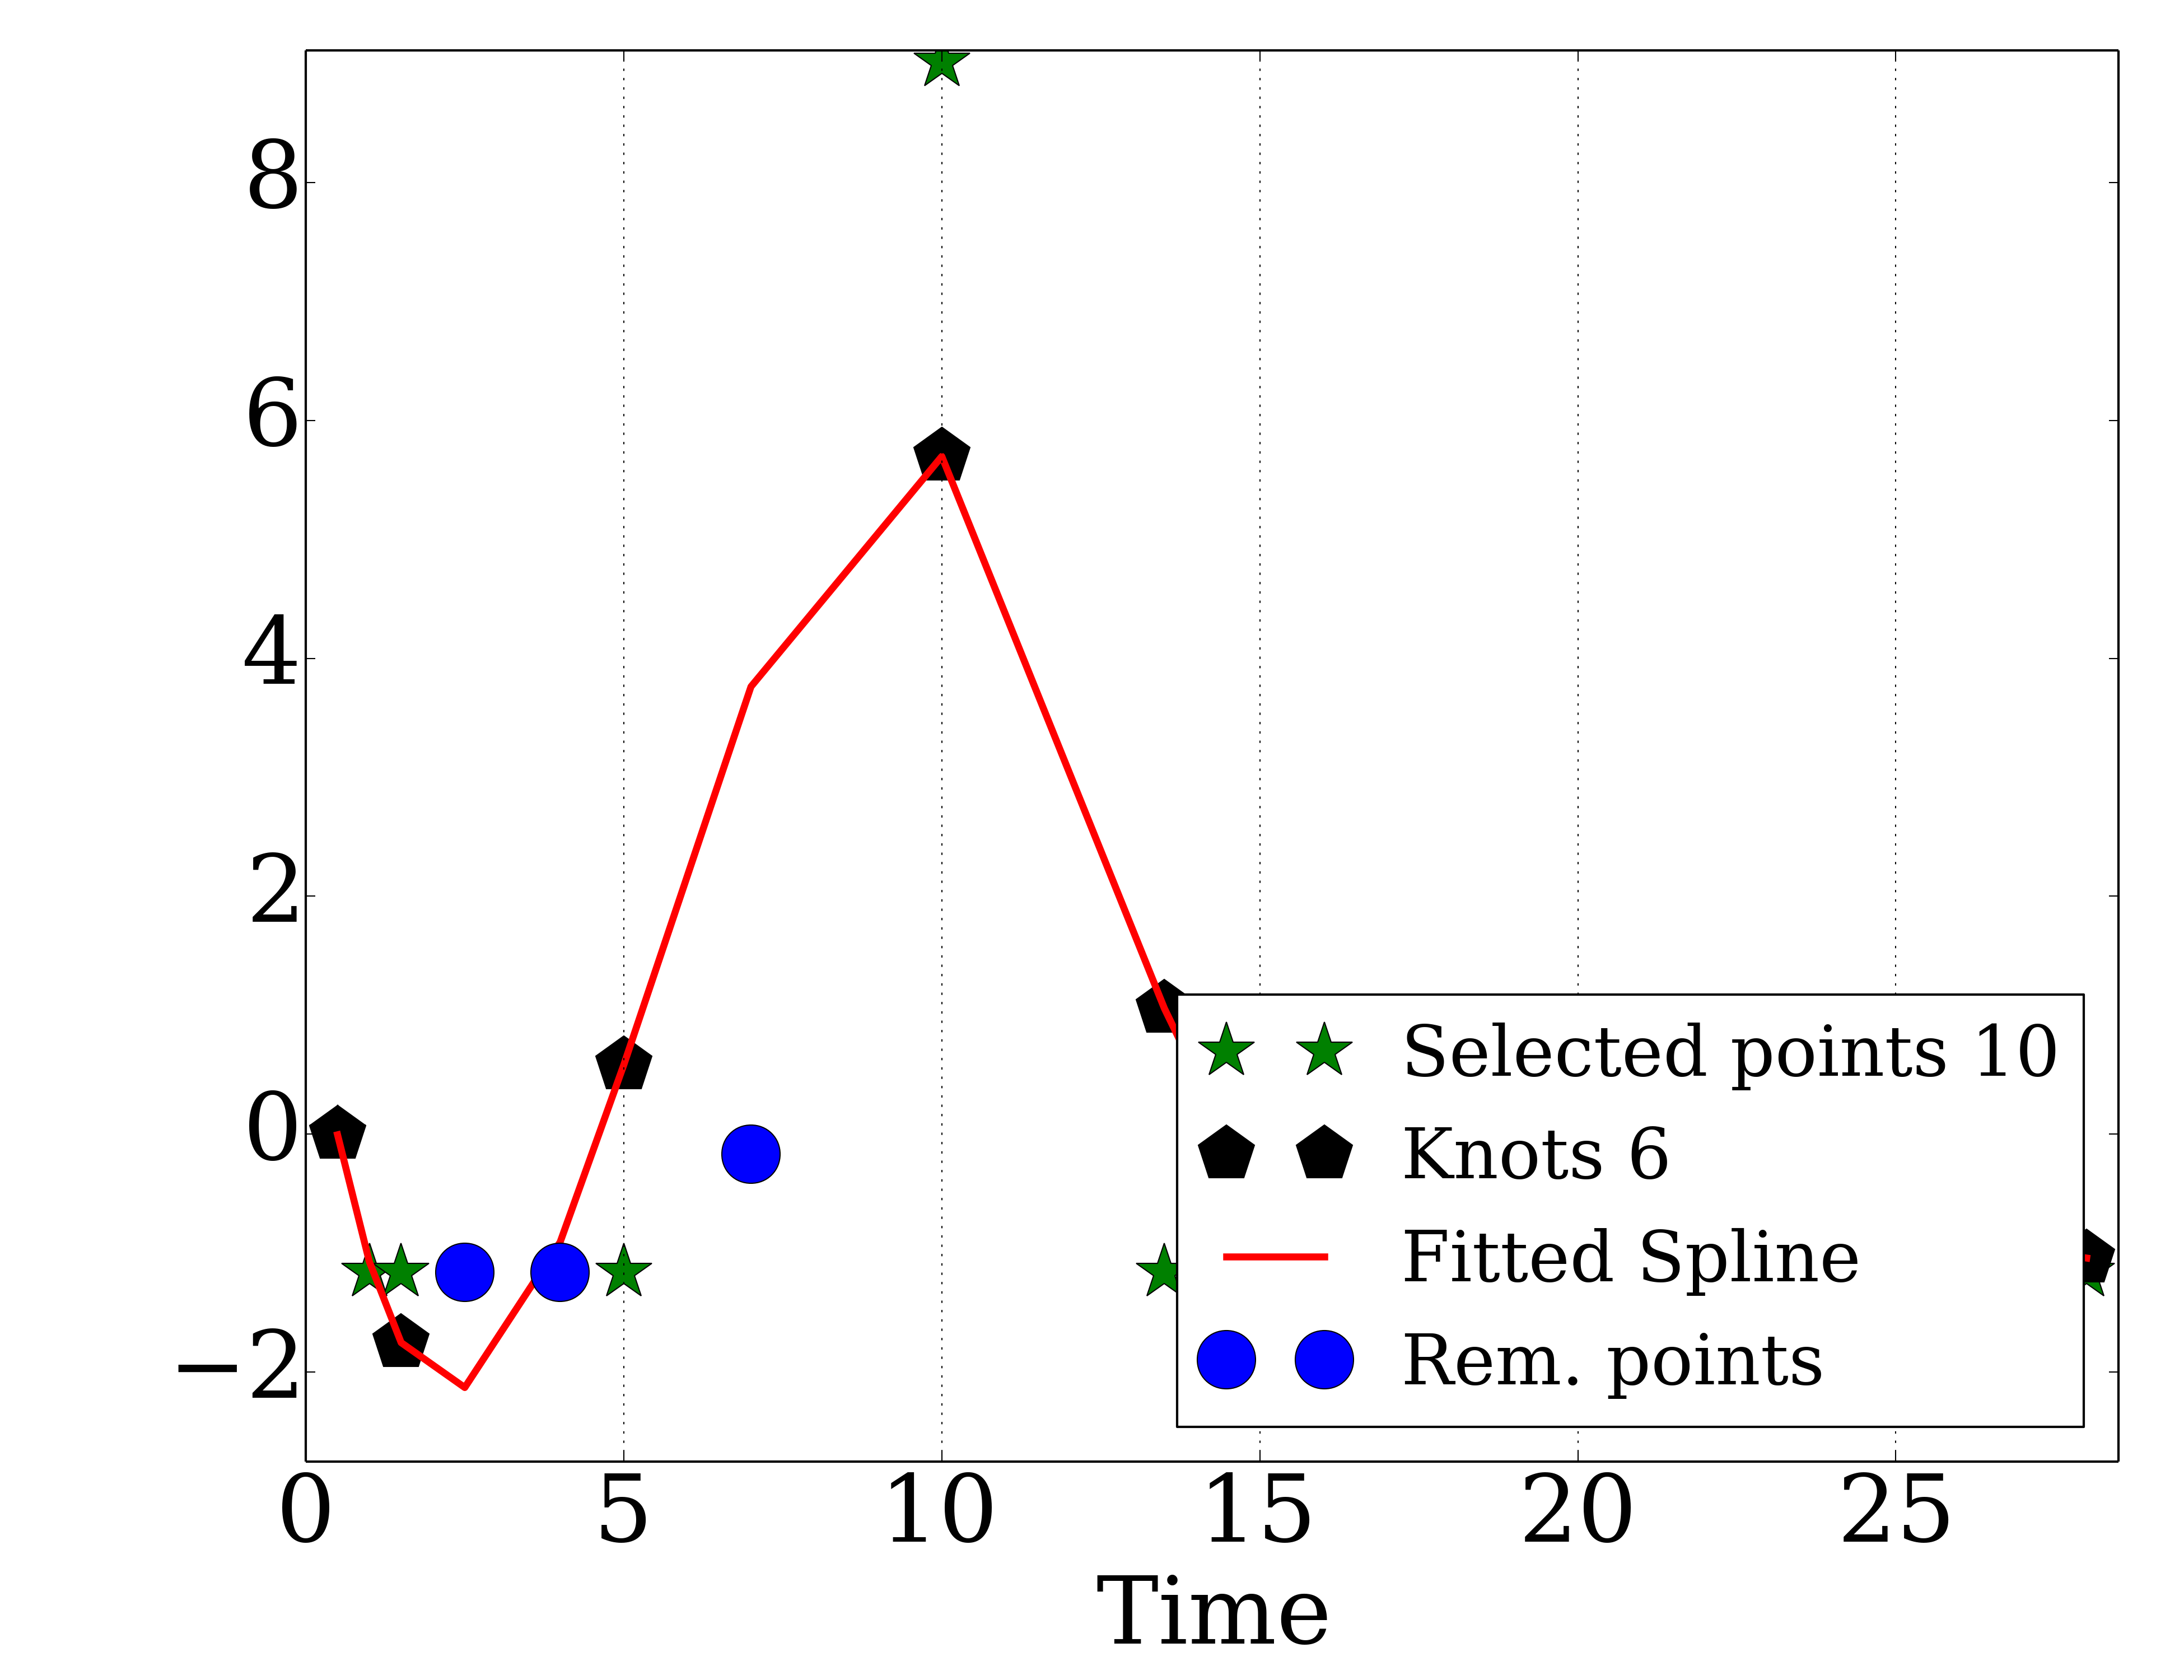 8
6
4
2
0
−2
Selected points 10
Knots 6
Fitted Spline
Rem. points
0 5 10 15 20 25
Time